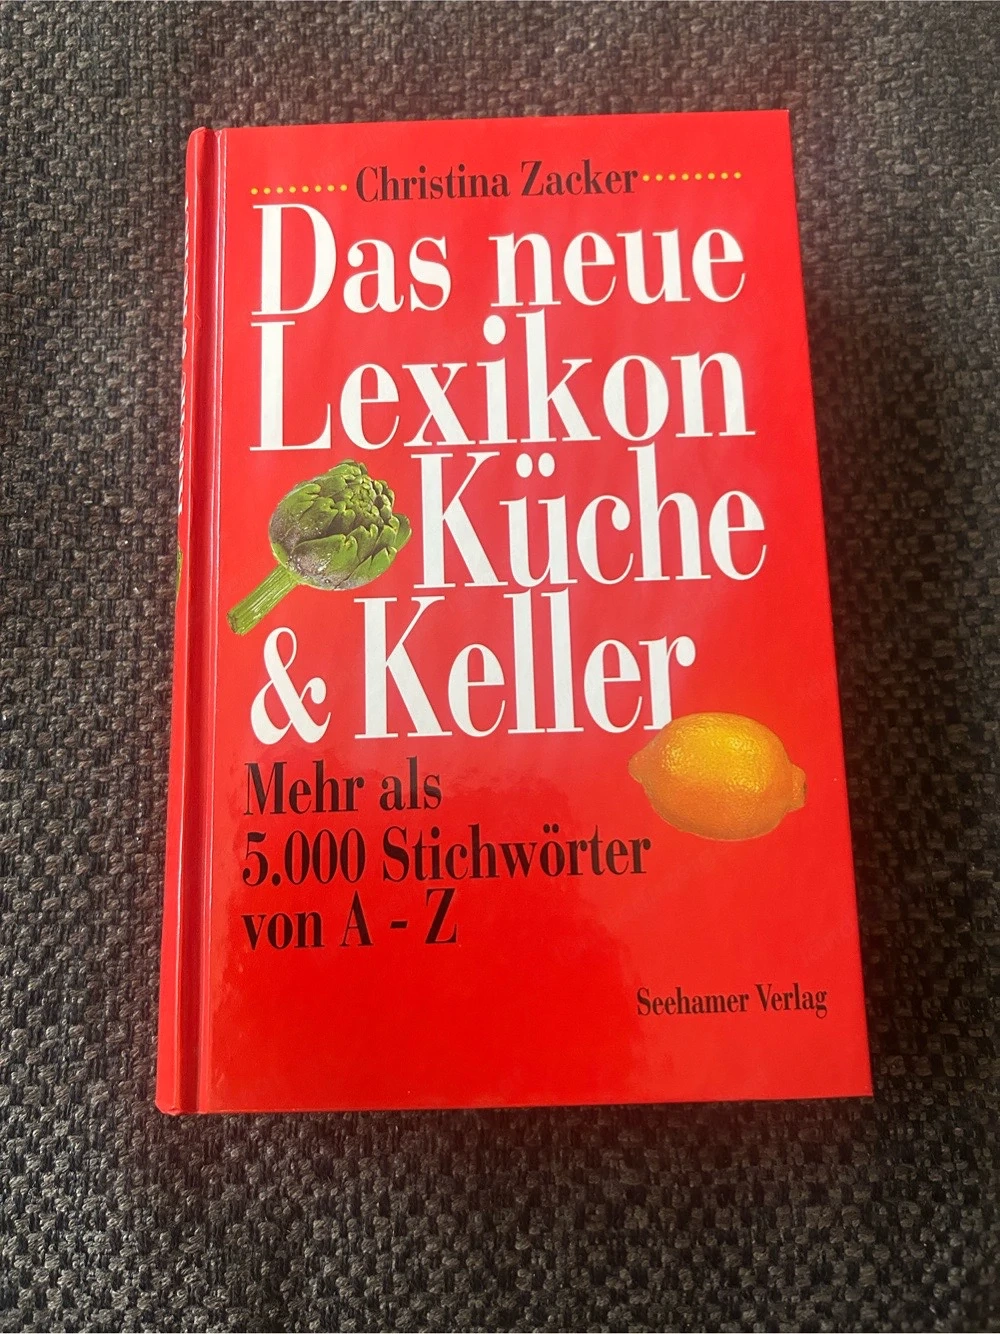 Christina Zacker
Das neue
Lexikon
Küche
& Keller
Mehr als
5.000 Stichwörter
von A - Z
Seehamer Verlag